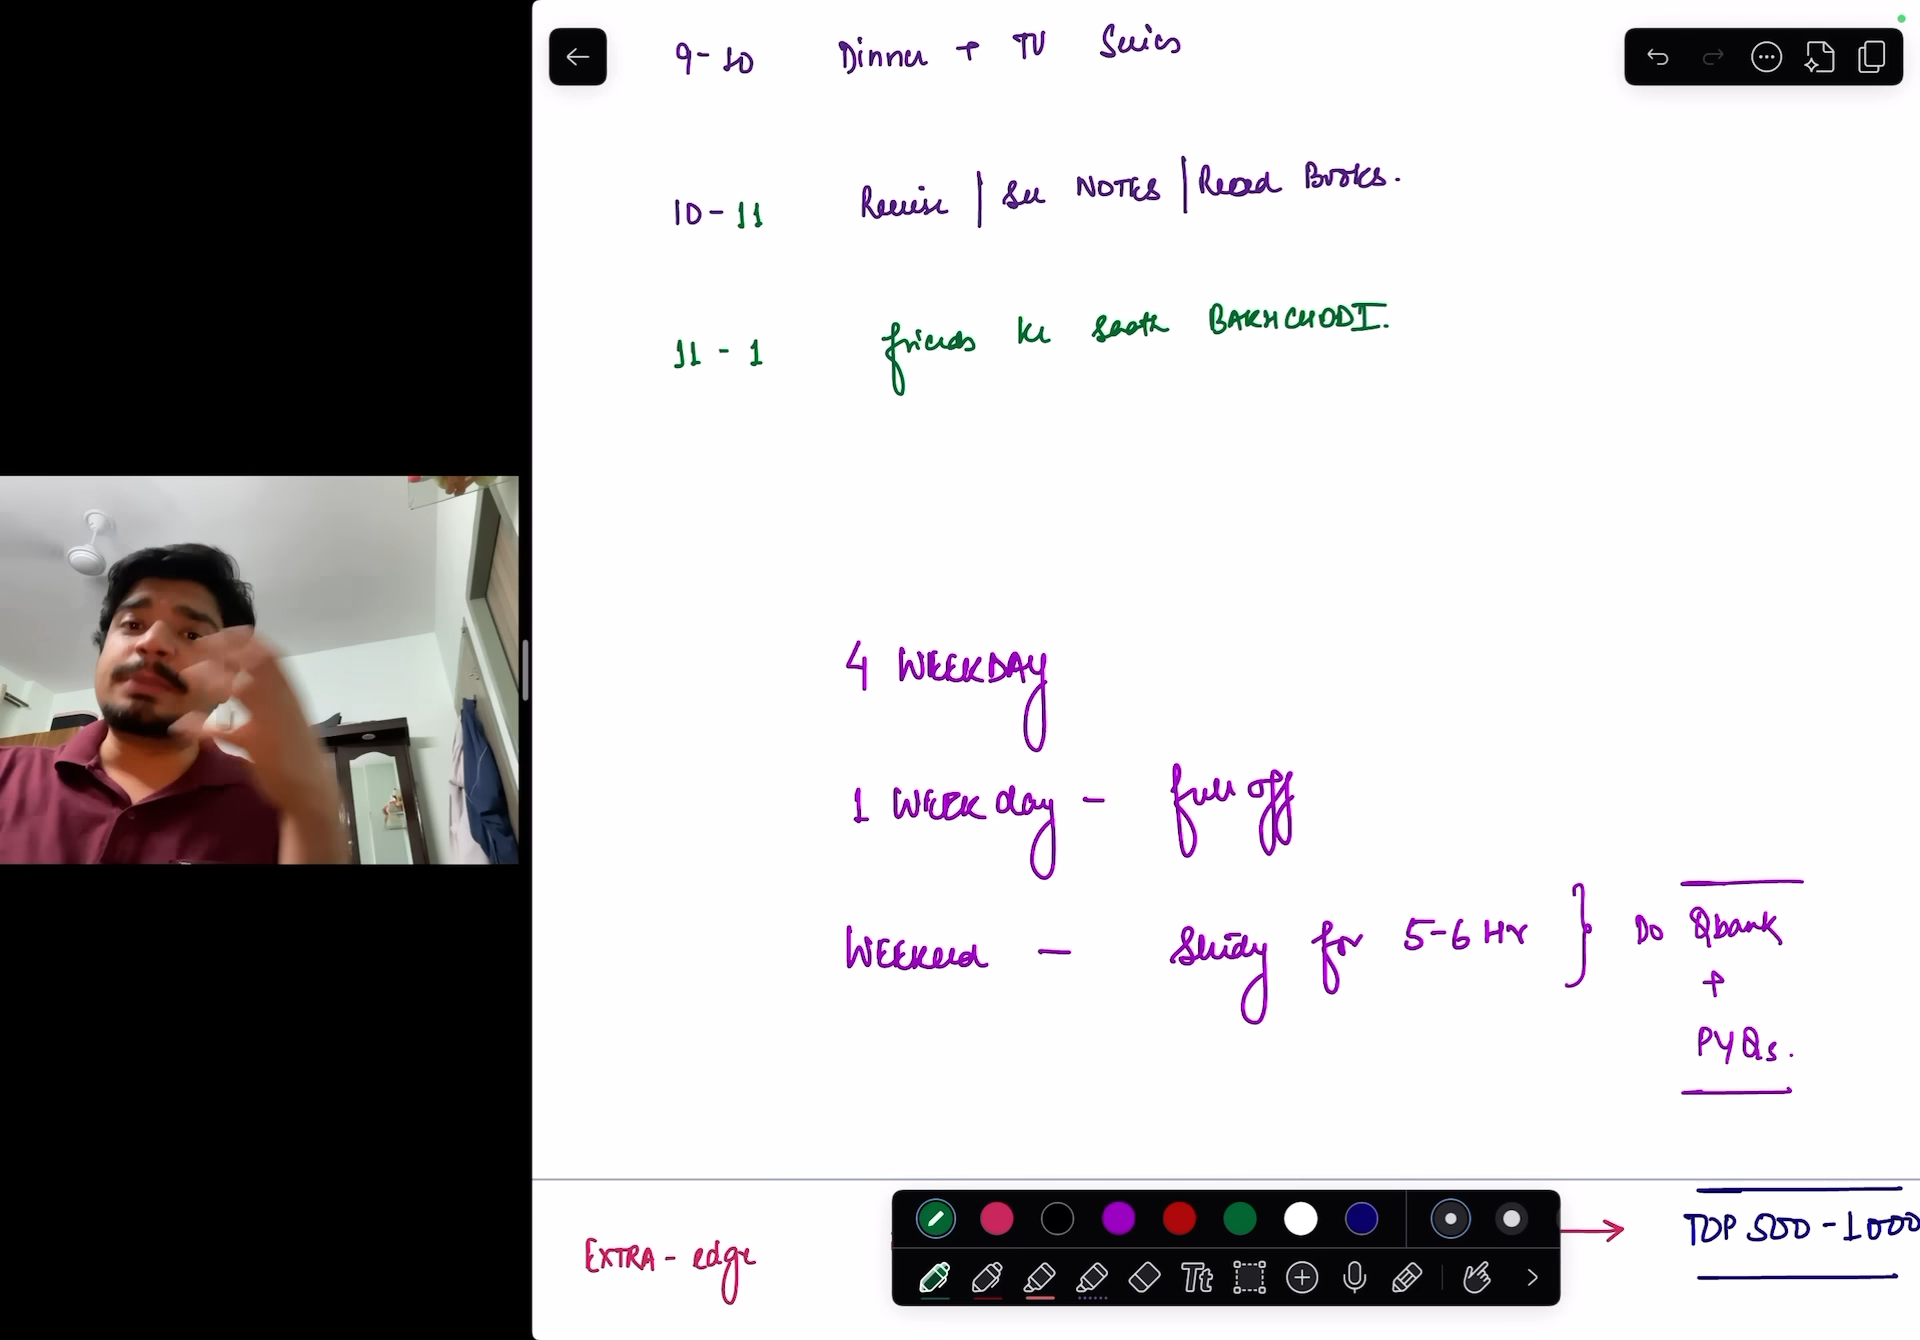 9-10 Dinner + TV Series
10-11 Revise | See NOTES | Read Books.
11-1 friends ke saath BAKHCHODI.
4 WEEKDAY
1 WEEK day - full off
WEEKend - Study for 5-6 Hr } Do Qbank
+
PYQs.
EXTRA-edge
TOP 500-1000
Tt